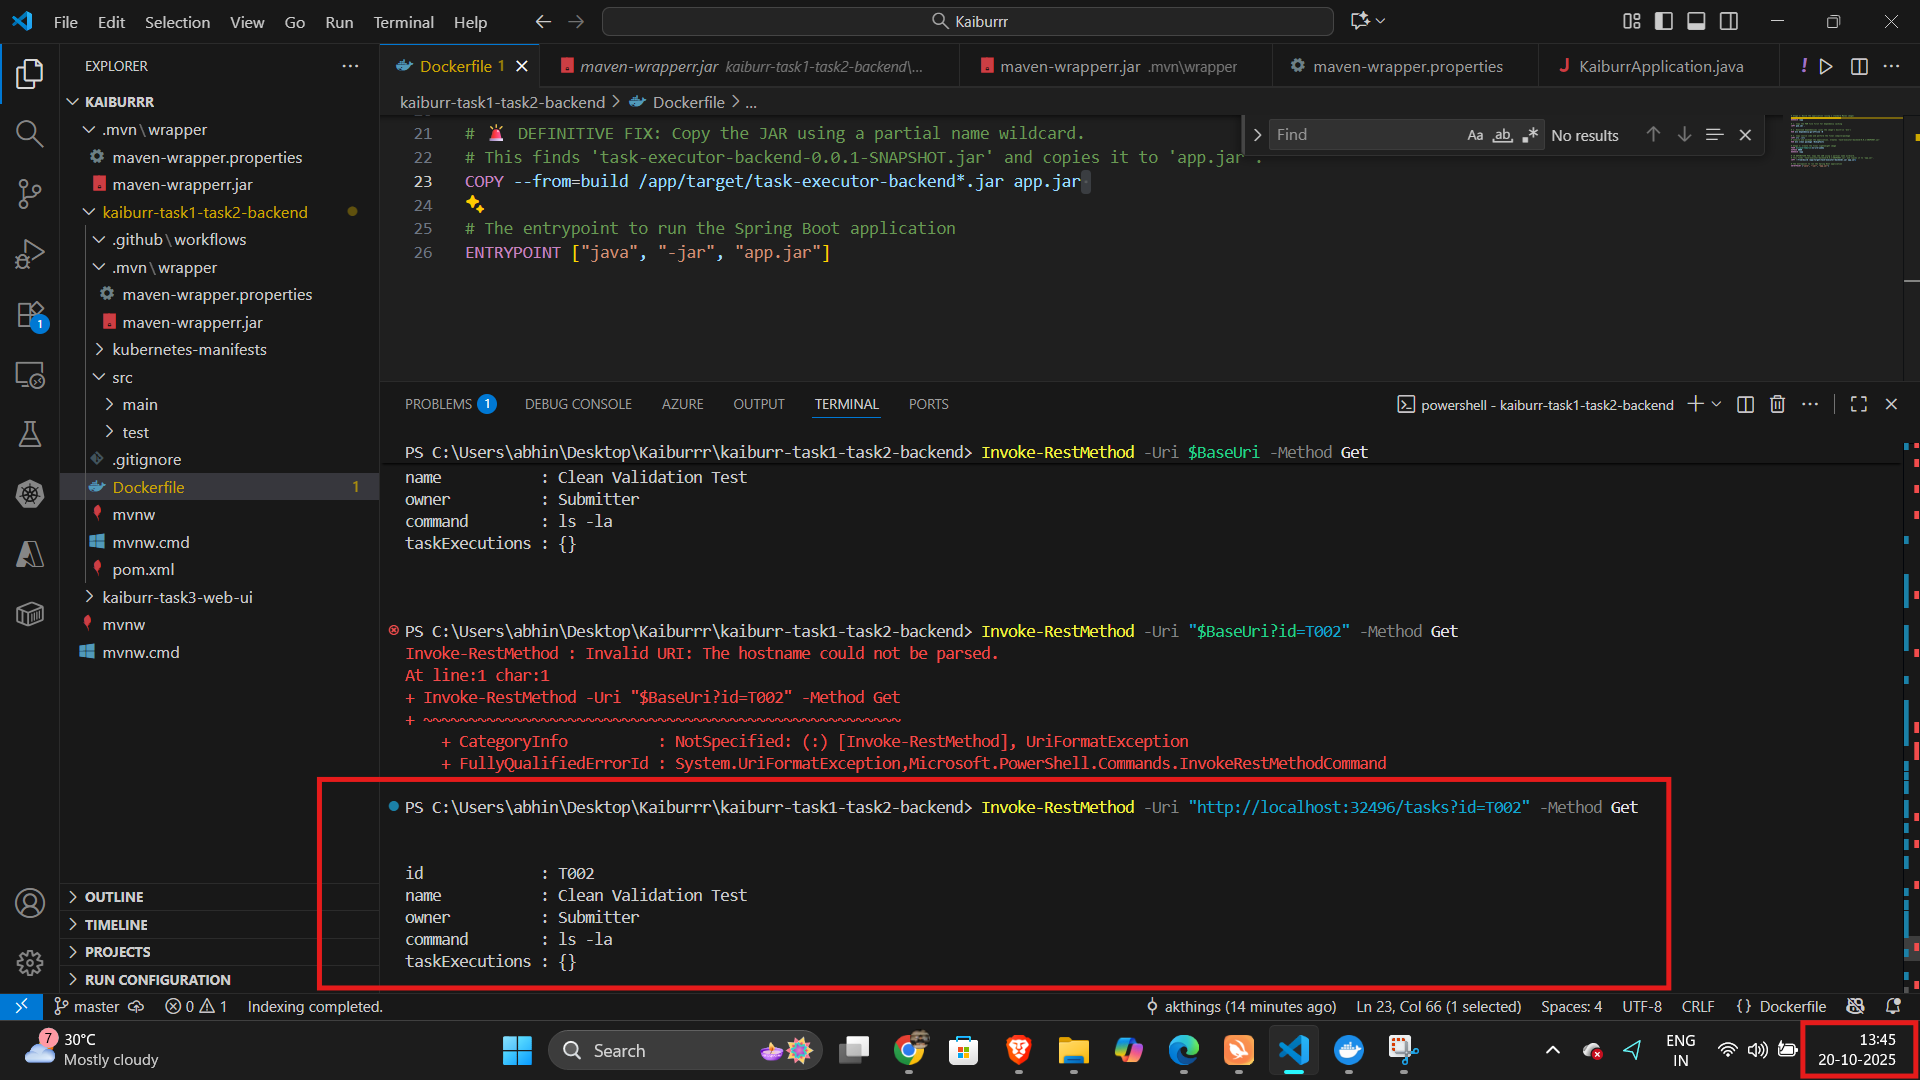 File Edit Selection View Go Run Terminal Help
Kaiburrr
EXPLORER
KAIBURRR
.mvn\wrapper
maven-wrapper.properties
maven-wrapperr.jar
kaiburr-task1-task2-backend
.github\workflows
.mvn\wrapper
maven-wrapper.properties
maven-wrapperr.jar
kubernetes-manifests
src
main
test
.gitignore
Dockerfile 1
mvnw
mvnw.cmd
pom.xml
kaiburr-task3-web-ui
mvnw
mvnw.cmd
OUTLINE
TIMELINE
PROJECTS
RUN CONFIGURATION
1
Dockerfile 1
maven-wrapperr.jar kaiburr-task1-task2-backend\...
maven-wrapperr.jar .mvn\wrapper
maven-wrapper.properties
KaiburrApplication.java
kaiburr-task1-task2-backend > Dockerfile > ...
Find
Aa ab No results
21 # 🚨 DEFINITIVE FIX: Copy the JAR using a partial name wildcard.
22 # This finds 'task-executor-backend-0.0.1-SNAPSHOT.jar' and copies it to 'app.jar'.
23 COPY --from=build /app/target/task-executor-backend*.jar app.jar
24
25 # The entrypoint to run the Spring Boot application
26 ENTRYPOINT ["java", "-jar", "app.jar"]
PROBLEMS 1 DEBUG CONSOLE AZURE OUTPUT TERMINAL PORTS
powershell - kaiburr-task1-task2-backend
PS C:\Users\abhin\Desktop\Kaiburrr\kaiburr-task1-task2-backend> Invoke-RestMethod -Uri $BaseUri -Method Get
name : Clean Validation Test
owner : Submitter
command : ls -la
taskExecutions : {}
PS C:\Users\abhin\Desktop\Kaiburrr\kaiburr-task1-task2-backend> Invoke-RestMethod -Uri "$BaseUri?id=T002" -Method Get
Invoke-RestMethod : Invalid URI: The hostname could not be parsed.
At line:1 char:1
+ Invoke-RestMethod -Uri "$BaseUri?id=T002" -Method Get
+ ~~~~~~~~~~~~~~~~~~~~~~~~~~~~~~~~~~~~~~~~~~~~~~~~~~~~~
+ CategoryInfo : NotSpecified: (:) [Invoke-RestMethod], UriFormatException
+ FullyQualifiedErrorId : System.UriFormatException,Microsoft.PowerShell.Commands.InvokeRestMethodCommand
PS C:\Users\abhin\Desktop\Kaiburrr\kaiburr-task1-task2-backend> Invoke-RestMethod -Uri "http://localhost:32496/tasks?id=T002" -Method Get
id : T002
name : Clean Validation Test
owner : Submitter
command : ls -la
taskExecutions : {}
master 0 1 Indexing completed.
akthings (14 minutes ago) Ln 23, Col 66 (1 selected) Spaces: 4 UTF-8 CRLF {} Dockerfile
7 30°C
Mostly cloudy
Search
ENG
IN
13:45
20-10-2025